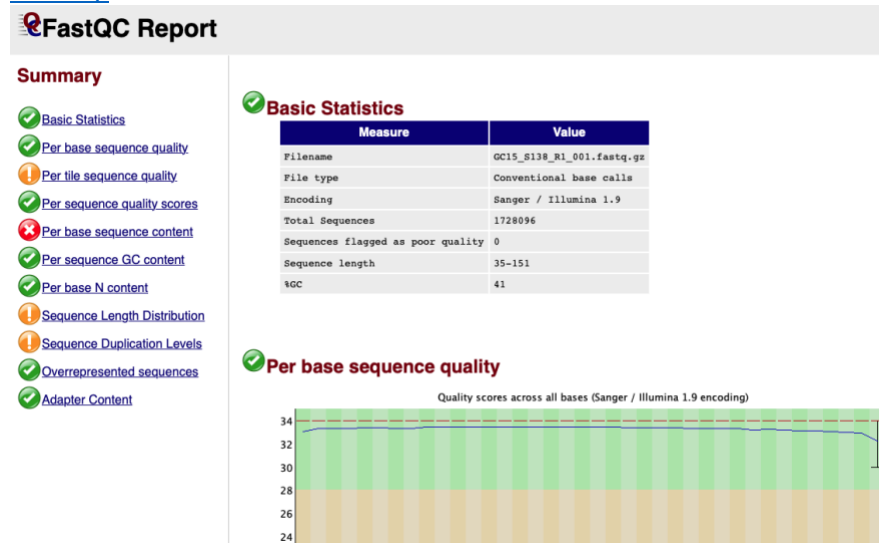 FastQC Report
Summary
Basic Statistics
Per base sequence quality
Per tile sequence quality
Per sequence quality scores
Per base sequence content
Per sequence GC content
Per base N content
Sequence Length Distribution
Sequence Duplication Levels
Overrepresented sequences
Adapter Content
Basic Statistics
Measure Value
Filename GC15_S138_R1_001.fastq.gz
File type Conventional base calls
Encoding Sanger / Illumina 1.9
Total Sequences 1728096
Sequences flagged as poor quality 0
Sequence length 35-151
%GC 41
Per base sequence quality
Quality scores across all bases (Sanger / Illumina 1.9 encoding)
34
32
30
28
26
24